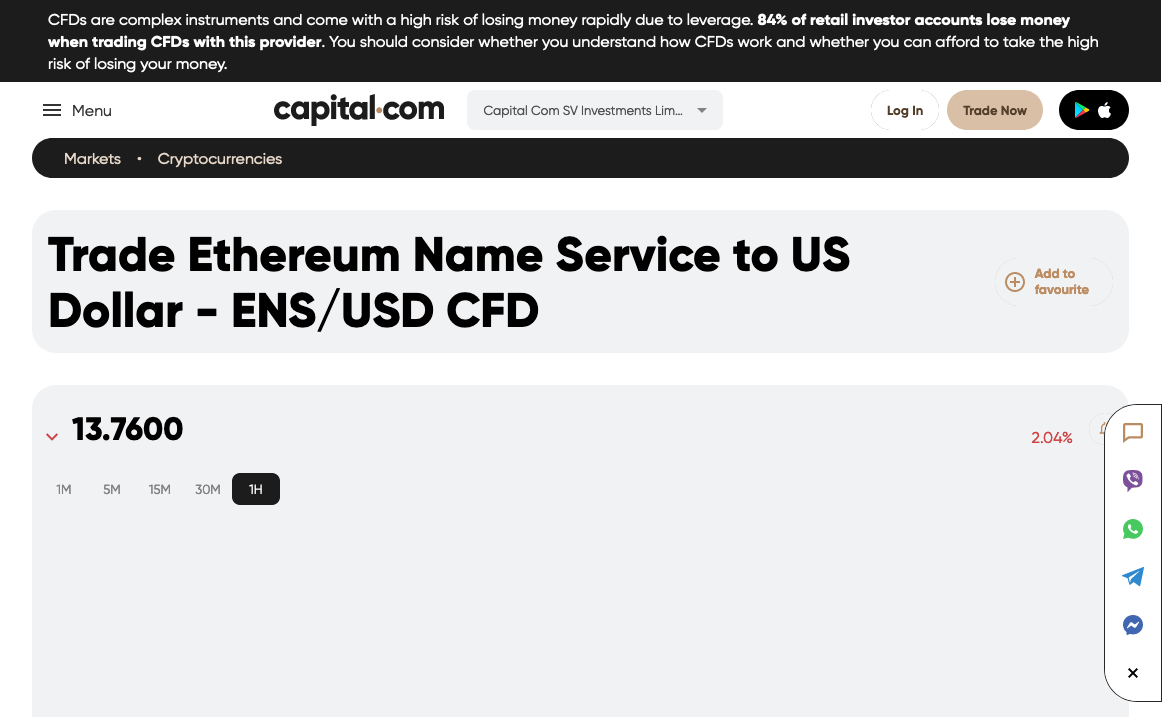 CFDs are complex instruments and come with a high risk of losing money rapidly due to leverage. 84% of retail investor accounts lose money
when trading CFDs with this provider. You should consider whether you understand how CFDs work and whether you can afford to take the high
risk of losing your money.
Menu
capital.com
Capital Com SV Investments Lim...
Log In
Trade Now
Markets • Cryptocurrencies
Trade Ethereum Name Service to US
Dollar - ENS/USD CFD
Add to
favourite
13.7600
2.04%
1M 5M 15M 30M 1H